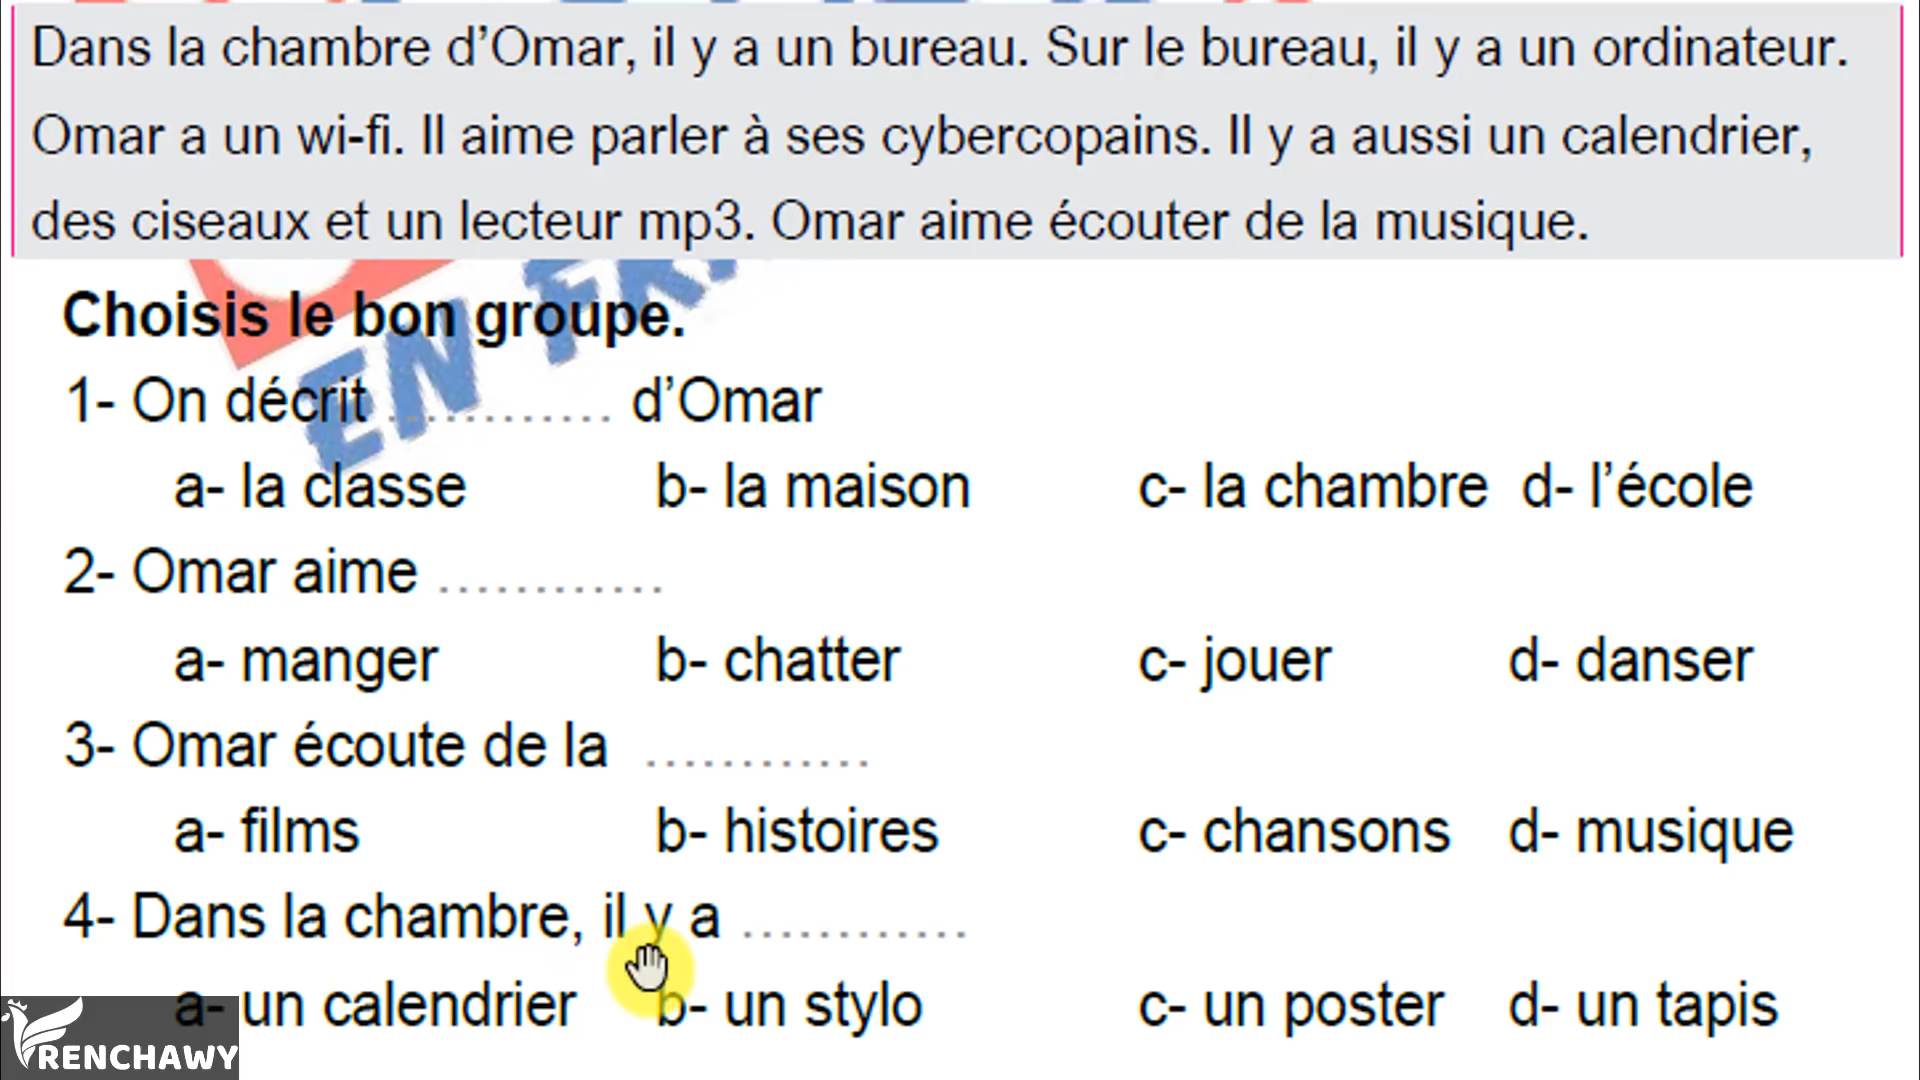 Dans la chambre d’Omar, il y a un bureau. Sur le bureau, il y a un ordinateur.
Omar a un wi-fi. Il aime parler à ses cybercopains. Il y a aussi un calendrier,
des ciseaux et un lecteur mp3. Omar aime écouter de la musique.
EN
Choisis le bon groupe.
1- On décrit ............ d’Omar
a- la classe b- la maison c- la chambre d- l’école
2- Omar aime ............
a- manger b- chatter c- jouer d- danser
3- Omar écoute de la ............
a- films b- histoires c- chansons d- musique
4- Dans la chambre, il y a ............
a- un calendrier b- un stylo c- un poster d- un tapis
RENCHAWY